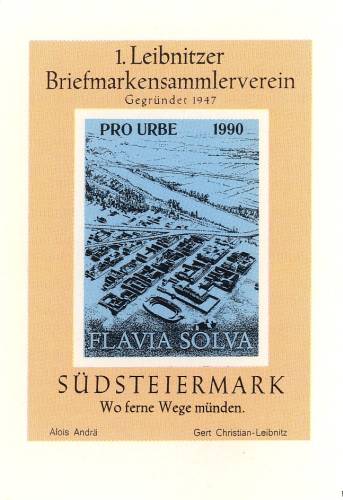 1. Leibnitzer
Briefmarkensammlerverein
Gegründet 1947
PRO URBE 1990
FLAVIA SOLVA
SÜDSTEIERMARK
Wo ferne Wege münden.
Alois Andrä Gert Christian-Leibnitz